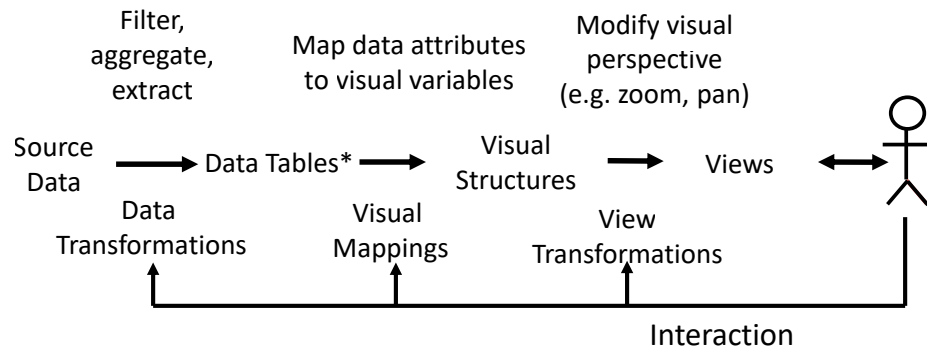 Filter,
aggregate,
extract
Map data attributes
to visual variables
Modify visual
perspective
(e.g. zoom, pan)
Source
Data
Data Tables*
Visual
Structures
Views
Data
Transformations
Visual
Mappings
View
Transformations
Interaction